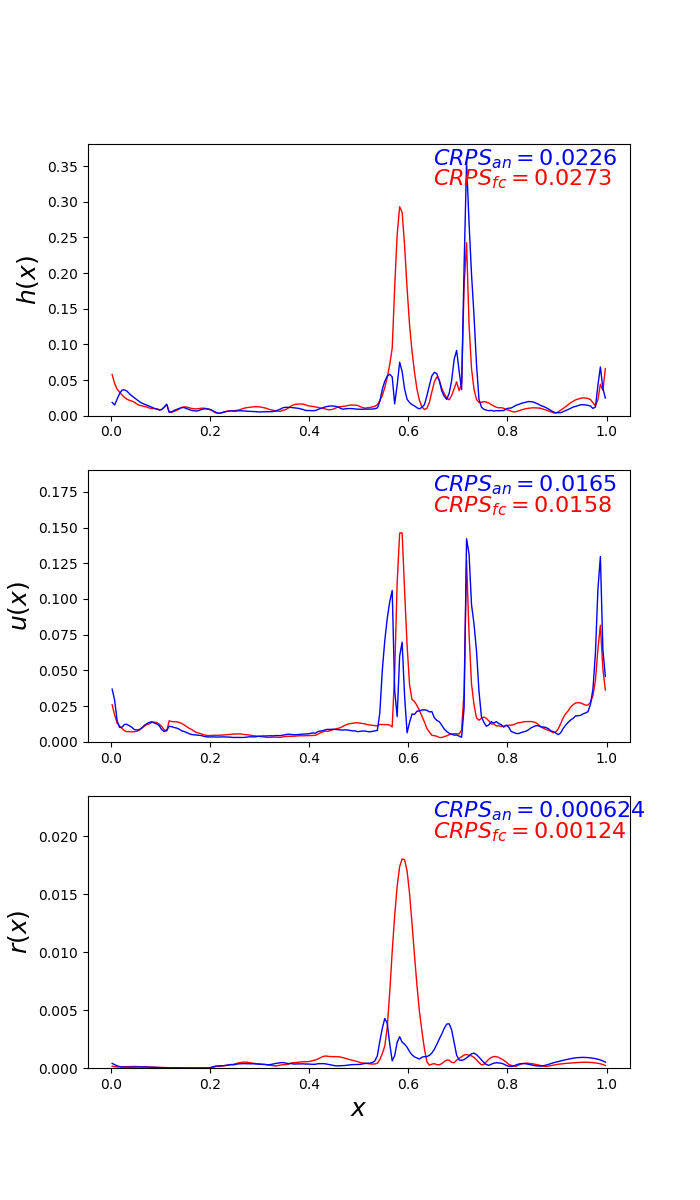 CRPS_an = 0.0226
CRPS_fc = 0.0273
0.35
0.30
0.25
0.20
0.15
0.10
0.05
0.00
h(x)
0.0 0.2 0.4 0.6 0.8 1.0
CRPS_an = 0.0165
CRPS_fc = 0.0158
0.175
0.150
0.125
0.100
0.075
0.050
0.025
0.000
u(x)
0.0 0.2 0.4 0.6 0.8 1.0
CRPS_an = 0.000624
CRPS_fc = 0.00124
0.020
0.015
0.010
0.005
0.000
r(x)
0.0 0.2 0.4 0.6 0.8 1.0
x